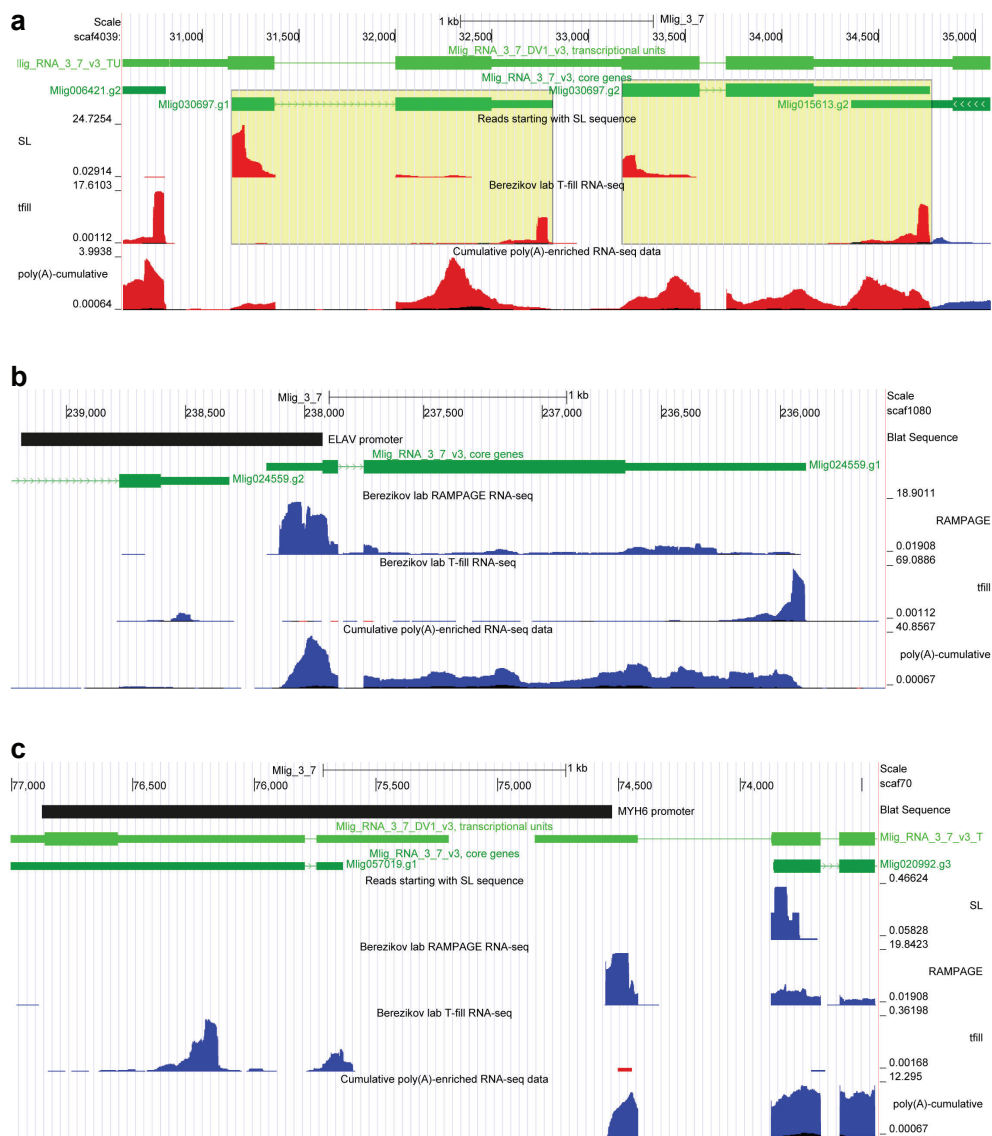 a
Scale 1 kb Mlig_3_7
scaf4039: 31,000 31,500 32,000 32,500 33,000 33,500 34,000 34,500 35,000
Mlig_RNA_3_7_DV1_v3, transcriptional units
lig_RNA_3_7_v3_TU
Mlig_RNA_3_7_v3, core genes
Mlig006421.g2 Mlig030697.g2
Mlig030697.g1 Mlig015613.g2
Reads starting with SL sequence
24.7254
SL
0.02914
Berezikov lab T-fill RNA-seq
17.6103
tfill
0.00112
Cumulative poly(A)-enriched RNA-seq data
3.9938
poly(A)-cumulative
0.00064
b
Mlig_3_7 1 kb Scale
239,000 238,500 238,000 237,500 237,000 236,500 236,000 scaf1080
ELAV promoter Blat Sequence
Mlig_RNA_3_7_v3, core genes
Mlig024559.g1
Mlig024559.g2
Berezikov lab RAMPAGE RNA-seq
18.9011
RAMPAGE
0.01908
Berezikov lab T-fill RNA-seq
69.0886
tfill
0.00112
Cumulative poly(A)-enriched RNA-seq data
40.8567
poly(A)-cumulative
0.00067
c
Mlig_3_7 1 kb Scale
77,000 76,500 76,000 75,500 75,000 74,500 74,000 scaf70
MYH6 promoter Blat Sequence
Mlig_RNA_3_7_DV1_v3, transcriptional units
Mlig_RNA_3_7_v3_T
Mlig_RNA_3_7_v3, core genes
Mlig057019.g1 Mlig020992.g3
Reads starting with SL sequence
0.46624
SL
0.05828
Berezikov lab RAMPAGE RNA-seq
19.8423
RAMPAGE
0.01908
Berezikov lab T-fill RNA-seq
0.36198
tfill
0.00168
Cumulative poly(A)-enriched RNA-seq data
12.295
poly(A)-cumulative
0.00067